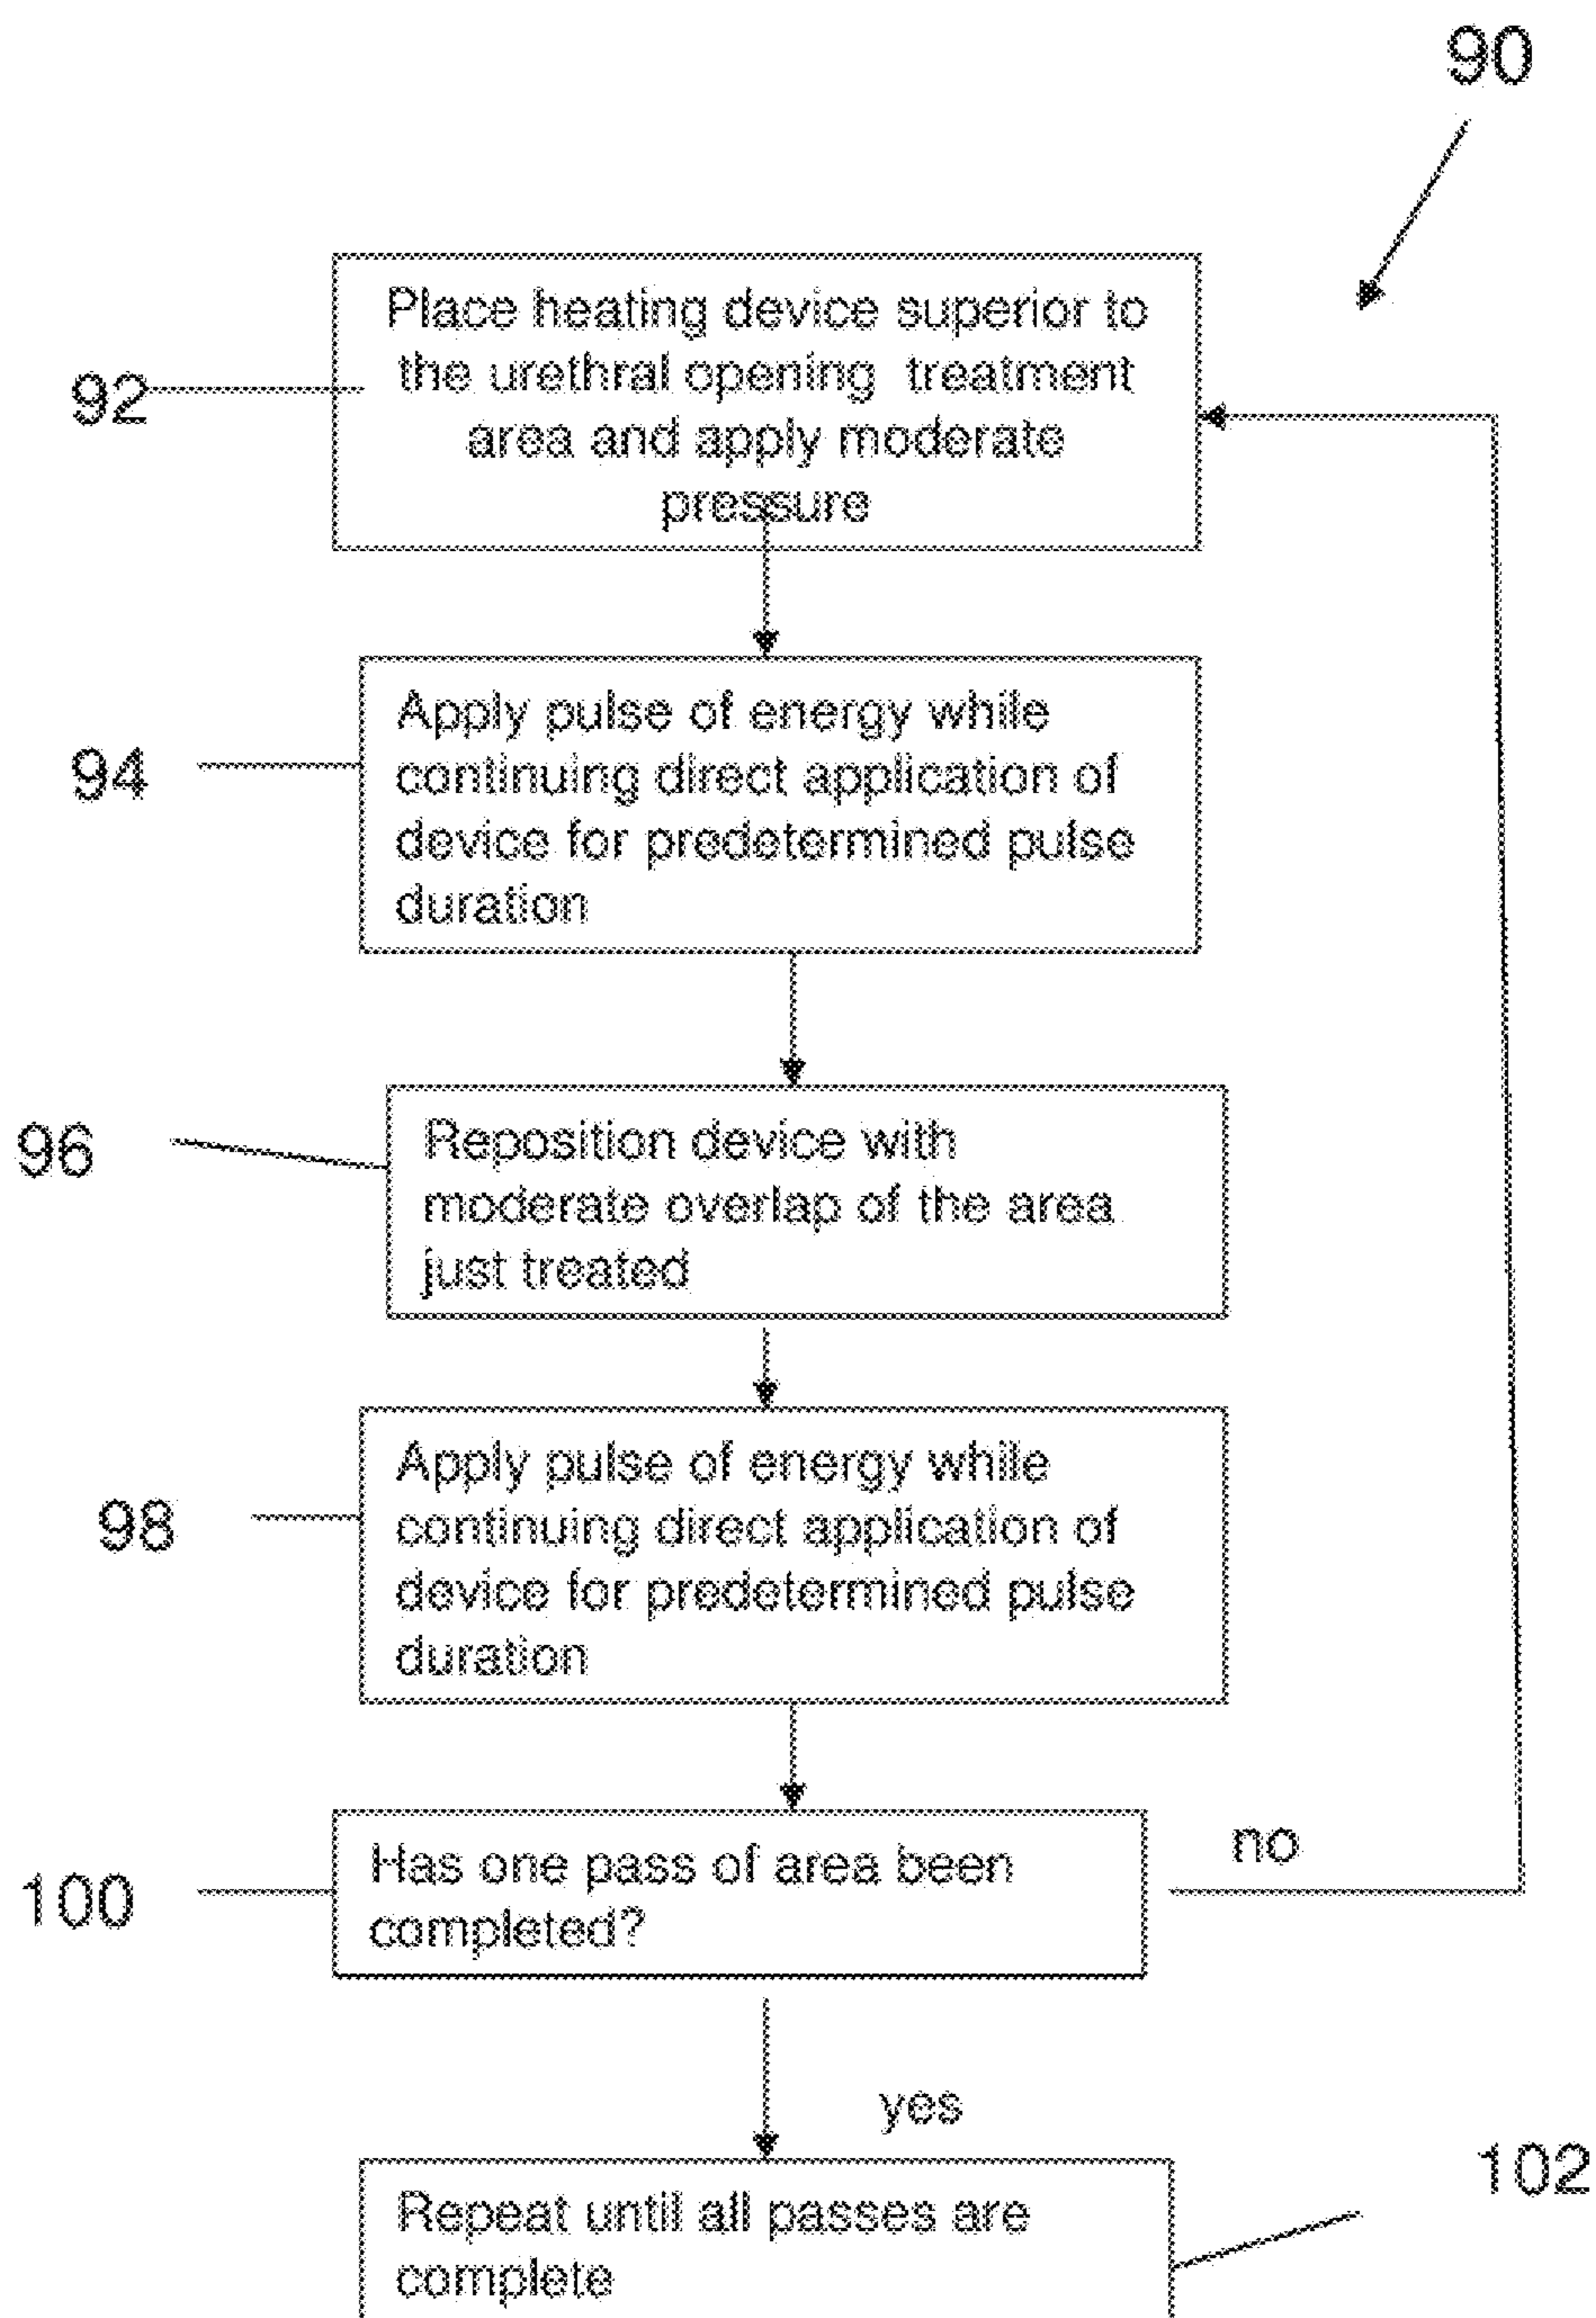 90
92
Place heating device superior to
the urethral opening treatment
area and apply moderate
pressure
94
Apply pulse of energy while
continuing direct application of
device for predetermined pulse
duration
96
Reposition device with
moderate overlap of the area
just treated
98
Apply pulse of energy while
continuing direct application of
device for predetermined pulse
duration
100
Has one pass of area been
completed?
no
yes
102
Repeat until all passes are
complete